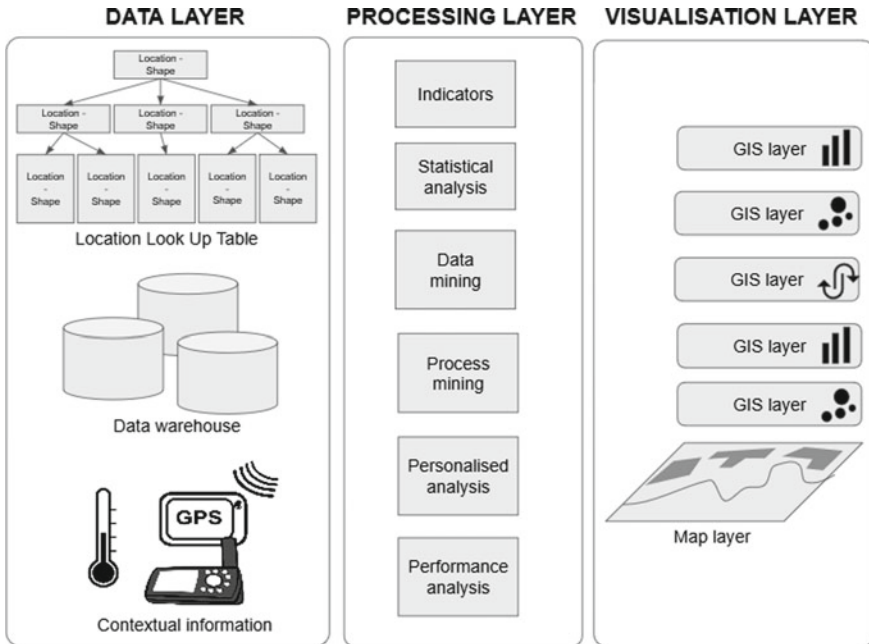 DATA LAYER
Location -
Shape
Location -
Shape
Location -
Shape
Location -
Shape
Location
-
Shape
Location
-
Shape
Location
-
Shape
Location
-
Shape
Location
-
Shape
Location Look Up Table
Data warehouse
GPS
Contextual information
PROCESSING LAYER
Indicators
Statistical
analysis
Data
mining
Process
mining
Personalised
analysis
Performance
analysis
VISUALISATION LAYER
GIS layer
GIS layer
GIS layer
GIS layer
GIS layer
Map layer